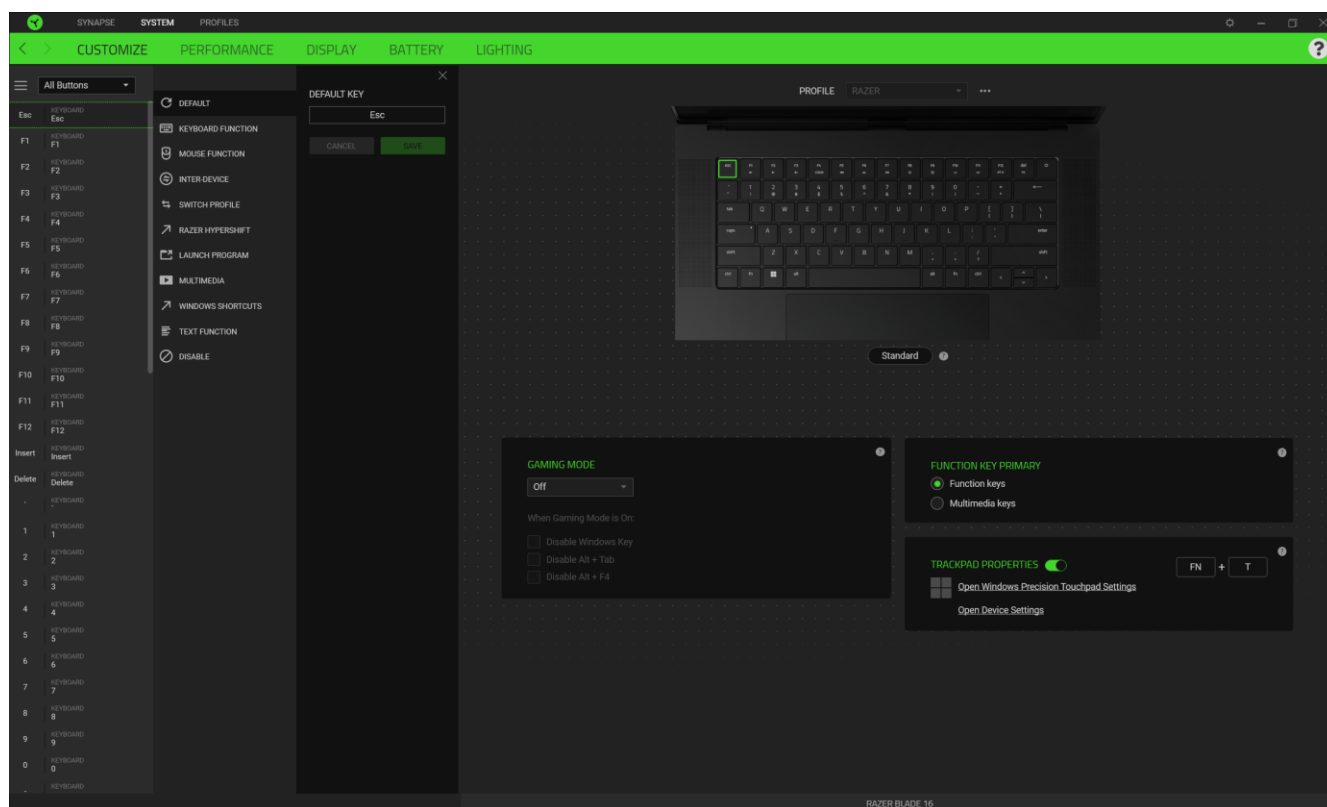 SYNAPSE SYSTEM PROFILES
CUSTOMIZE PERFORMANCE DISPLAY BATTERY LIGHTING
?
All Buttons
Esc KEYBOARD Esc
F1 KEYBOARD F1
F2 KEYBOARD F2
F3 KEYBOARD F3
F4 KEYBOARD F4
F5 KEYBOARD F5
F6 KEYBOARD F6
F7 KEYBOARD F7
F8 KEYBOARD F8
F9 KEYBOARD F9
F10 KEYBOARD F10
F11 KEYBOARD F11
F12 KEYBOARD F12
Insert KEYBOARD Insert
Delete KEYBOARD Delete
KEYBOARD
1 KEYBOARD 1
2 KEYBOARD 2
3 KEYBOARD 3
4 KEYBOARD 4
5 KEYBOARD 5
6 KEYBOARD 6
7 KEYBOARD 7
8 KEYBOARD 8
9 KEYBOARD 9
0 KEYBOARD 0
- KEYBOARD
DEFAULT
KEYBOARD FUNCTION
MOUSE FUNCTION
INTER-DEVICE
SWITCH PROFILE
RAZER HYPERSHIFT
LAUNCH PROGRAM
MULTIMEDIA
WINDOWS SHORTCUTS
TEXT FUNCTION
DISABLE
DEFAULT KEY
Esc
CANCEL SAVE
PROFILE RAZER
Q W E R T Y U I O P
A S D F G H J K L
Z X C V B N M
Standard ?
GAMING MODE ?
Off
When Gaming Mode is On:
Disable Windows Key
Disable Alt + Tab
Disable Alt + F4
FUNCTION KEY PRIMARY ?
Function keys
Multimedia keys
TRACKPAD PROPERTIES FN + T ?
Open Windows Precision Touchpad Settings
Open Device Settings
RAZER BLADE 16